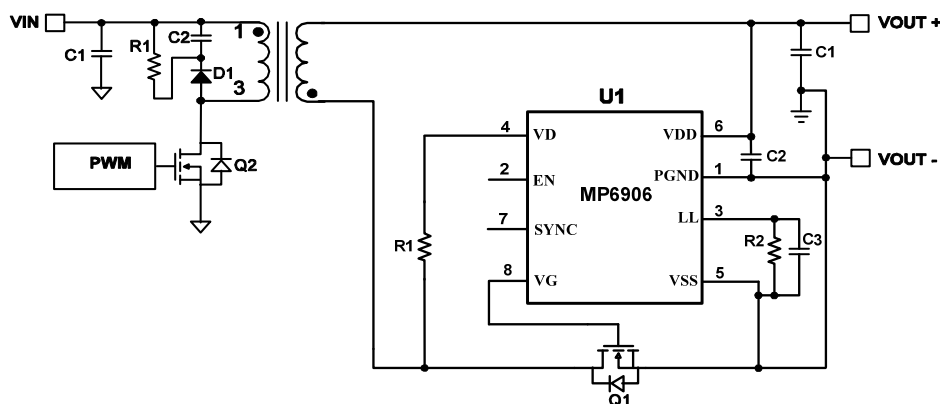 VIN
C1
R1
C2
1
D1
3
PWM
Q2
VOUT +
C1
VOUT -
U1
MP6906
4
VD
2
EN
7
SYNC
8
VG
VDD
6
C2
PGND
1
LL
3
R2
C3
VSS
5
R1
Q1